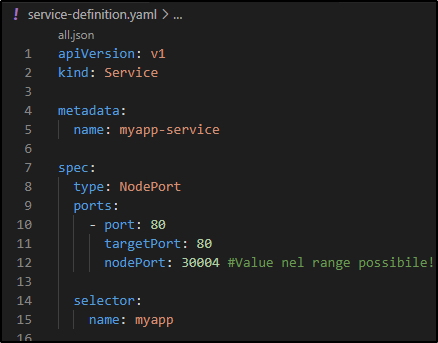 ! service-definition.yaml > ...
all.json
1 apiVersion: v1
2 kind: Service
3
4 metadata:
5 name: myapp-service
6
7 spec:
8 type: NodePort
9 ports:
10 - port: 80
11 targetPort: 80
12 nodePort: 30004 #Value nel range possibile!
13
14 selector:
15 name: myapp
16